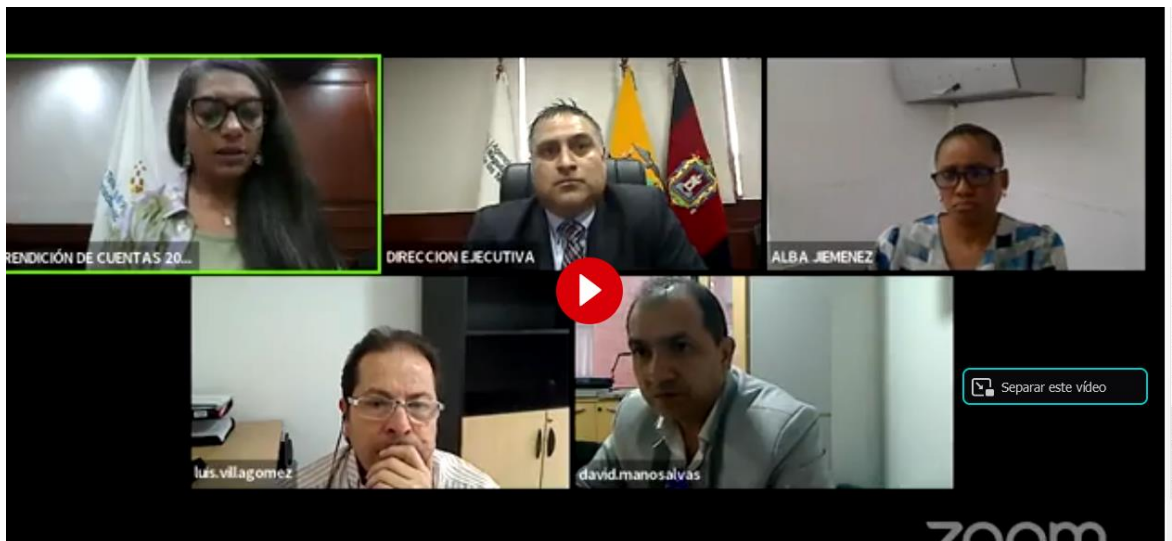 RENDICIÓN DE CUENTAS 20...
DIRECCION EJECUTIVA
ALBA JIEMENEZ
luis.villagomez
david.manosalvas
Separar este vídeo
zoom